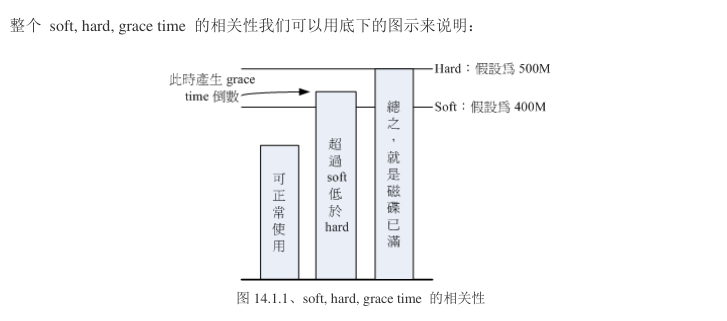 整个 soft, hard, grace time 的相关性我们可以用底下的图示来说明：
Hard：假設為 500M
此時產生 grace
time 倒數
Soft：假設為 400M
可正常使用
超過soft低於hard
總之，就是磁碟已滿
图 14.1.1、soft, hard, grace time 的相关性